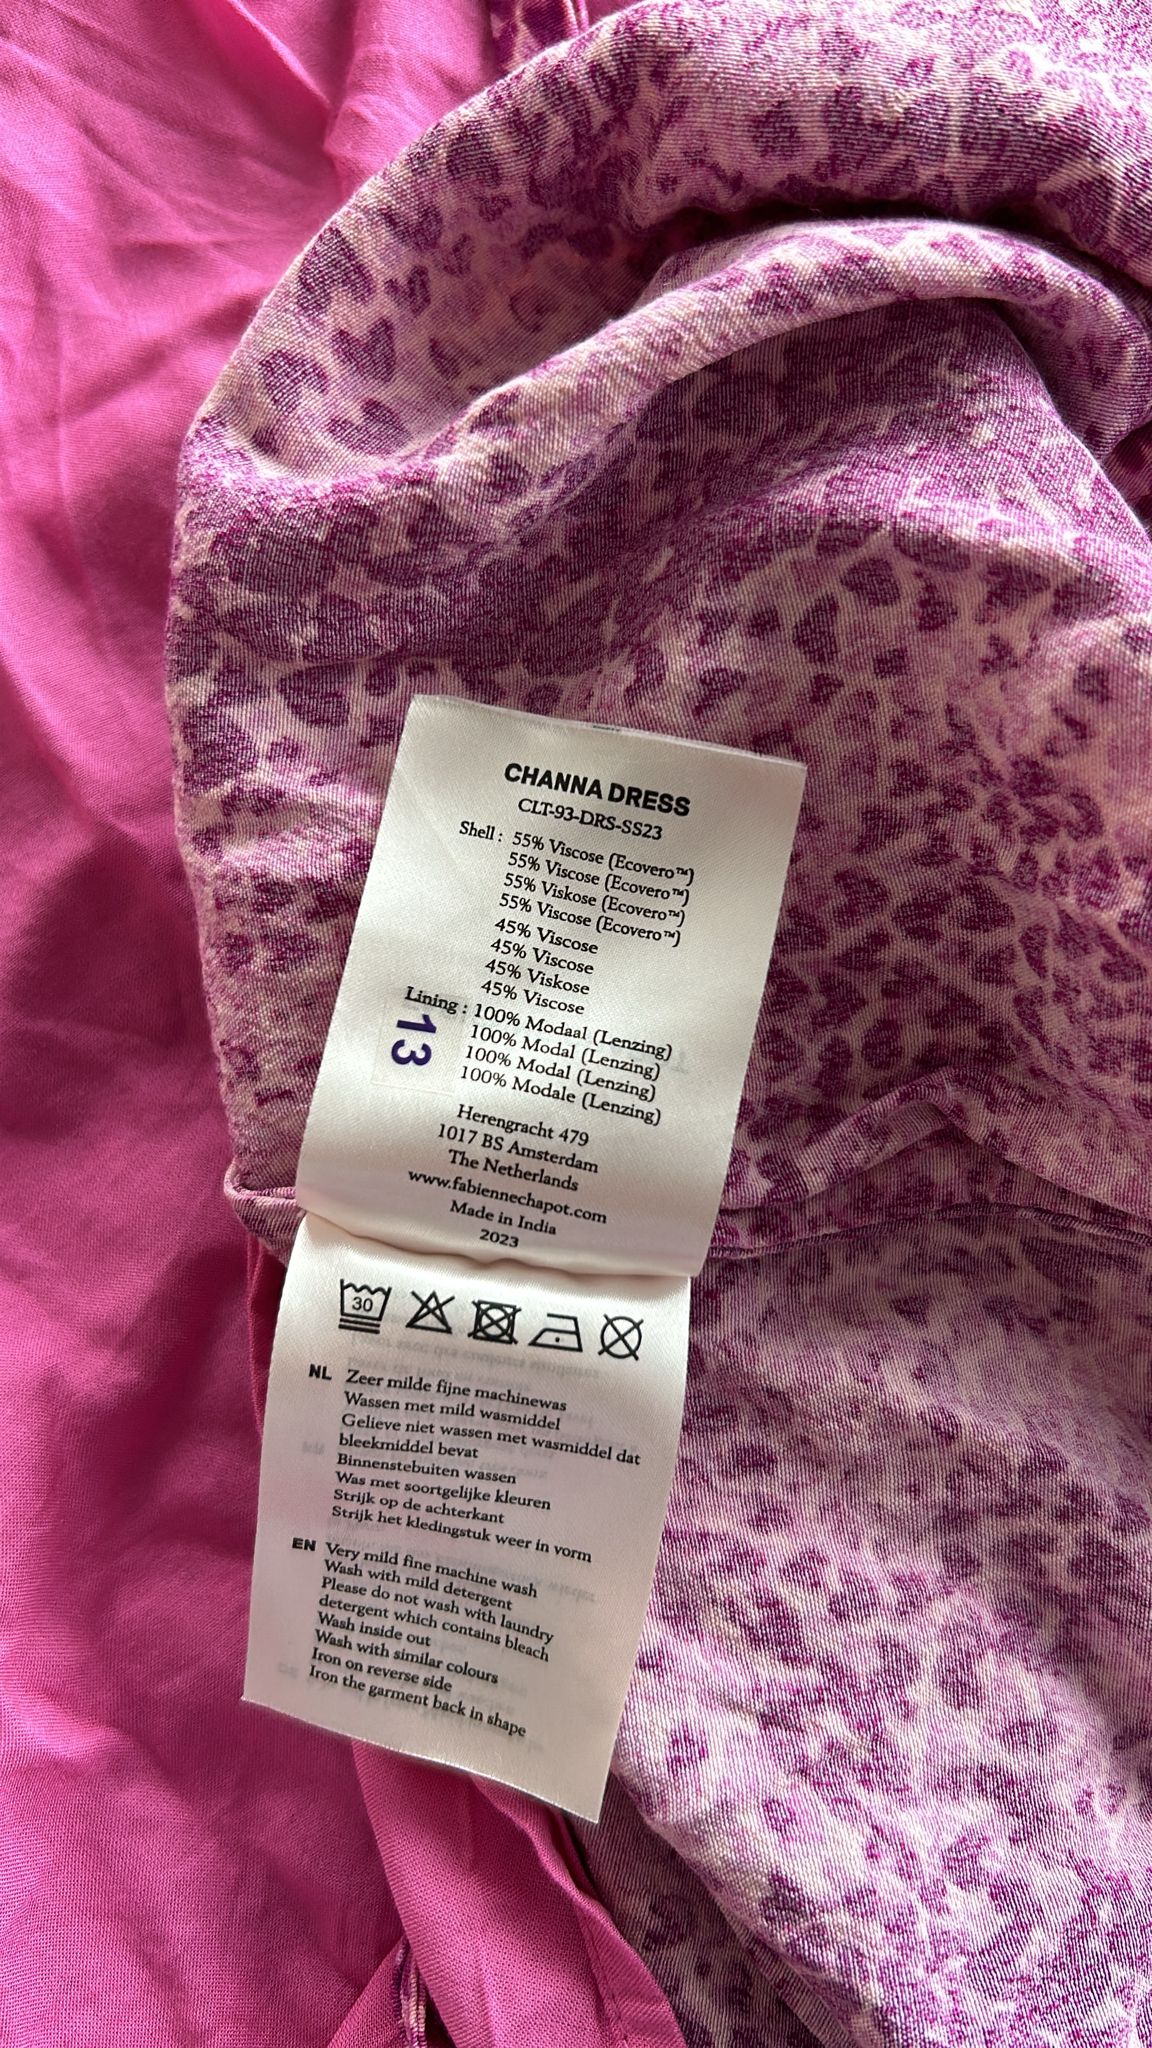 CHANNA DRESS
CLT-93-DRS-SS23
Shell : 55% Viscose (Ecovero™)
55% Viscose (Ecovero™)
55% Viskose (Ecovero™)
55% Viscose (Ecovero™)
45% Viscose
45% Viscose
45% Viskose
45% Viscose
Lining : 100% Modaal (Lenzing)
100% Modal (Lenzing)
100% Modal (Lenzing)
100% Modale (Lenzing)
13
Herengracht 479
1017 BS Amsterdam
The Netherlands
www.fabiennechapot.com
Made in India
2023
30
NL Zeer milde fijne machinewas
Wassen met mild wasmiddel
Gelieve niet wassen met wasmiddel dat
bleekmiddel bevat
Binnenstebuiten wassen
Was met soortgelijke kleuren
Strijk op de achterkant
Strijk het kledingstuk weer in vorm
EN Very mild fine machine wash
Wash with mild detergent
Please do not wash with laundry
detergent which contains bleach
Wash inside out
Wash with similar colours
Iron on reverse side
Iron the garment back in shape